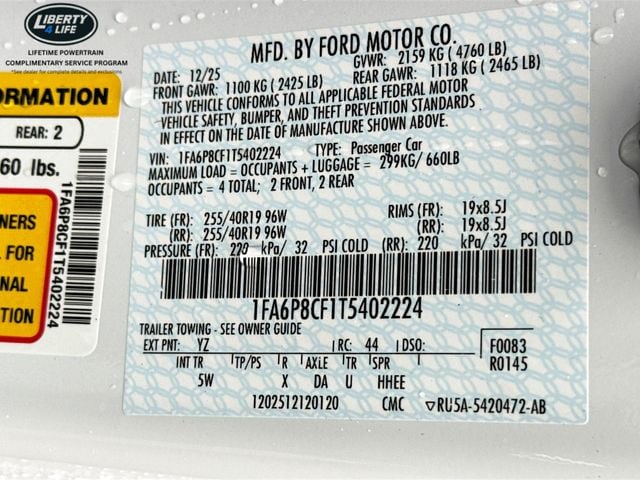 LIBERTY
4 LIFE
LIFETIME POWERTRAIN
COMPLIMENTARY SERVICE PROGRAM
*See dealer for complete details and exclusions
ORMATION
REAR: 2
60 lbs.
NERS
L FOR
NAL
TION
1FA6P8CF1T5402224
MFD. BY FORD MOTOR CO.
DATE: 12/25 GVWR: 2159 KG ( 4760 LB)
FRONT GAWR: 1100 KG ( 2425 LB) REAR GAWR: 1118 KG ( 2465 LB)
THIS VEHICLE CONFORMS TO ALL APPLICABLE FEDERAL MOTOR
VEHICLE SAFETY, BUMPER, AND THEFT PREVENTION STANDARDS
IN EFFECT ON THE DATE OF MANUFACTURE SHOWN ABOVE.
VIN: 1FA6P8CF1T5402224 TYPE: Passenger Car
MAXIMUM LOAD = OCCUPANTS + LUGGAGE = 299KG/ 660LB
OCCUPANTS = 4 TOTAL; 2 FRONT, 2 REAR
TIRE (FR): 255/40R19 96W RIMS (FR): 19x8.5J
(RR): 255/40R19 96W (RR): 19x8.5J
PRESSURE (FR): 220 kPa/ 32 PSI COLD (RR): 220 kPa/ 32 PSI COLD
1FA6P8CF1T5402224
TRAILER TOWING - SEE OWNER GUIDE
EXT PNT: YZ RC: 44 DSO: F0083
INT TR TP/PS R AXLE TR SPR R0145
5W X DA U HHEE
1202512120120 CMC ▽RU5A-5420472-AB